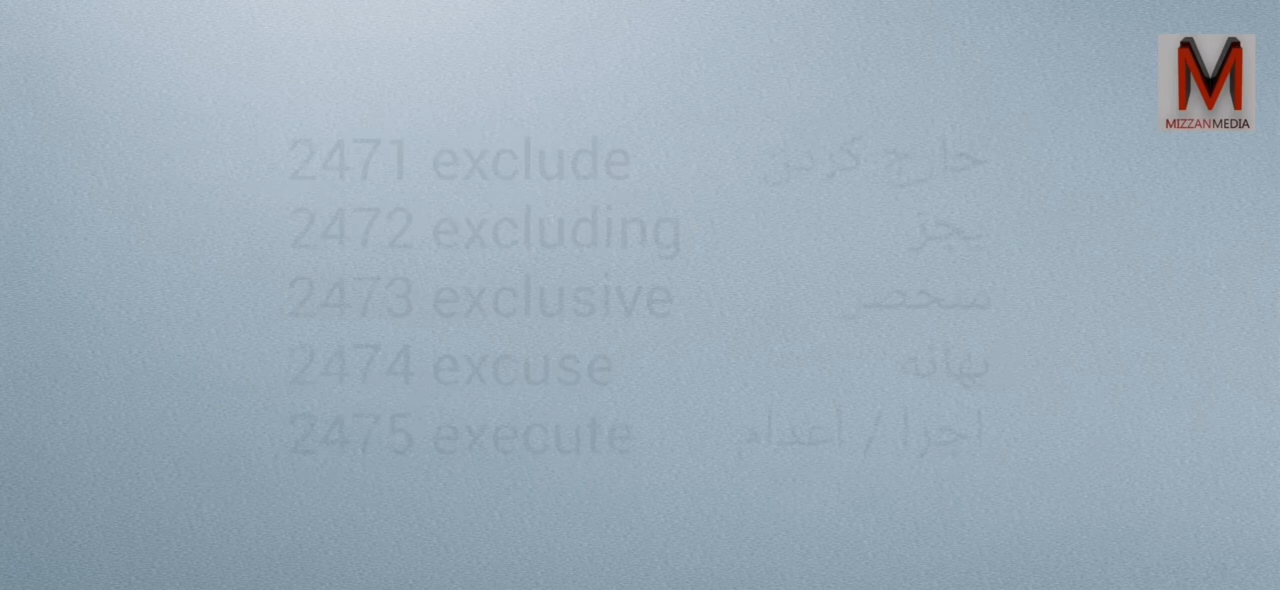 2471 exclude خارج کردن
2472 excluding بجز
2473 exclusive منحصر
2474 excuse بهانه
2475 execute اجرا / اعدام
MIZZANMEDIA